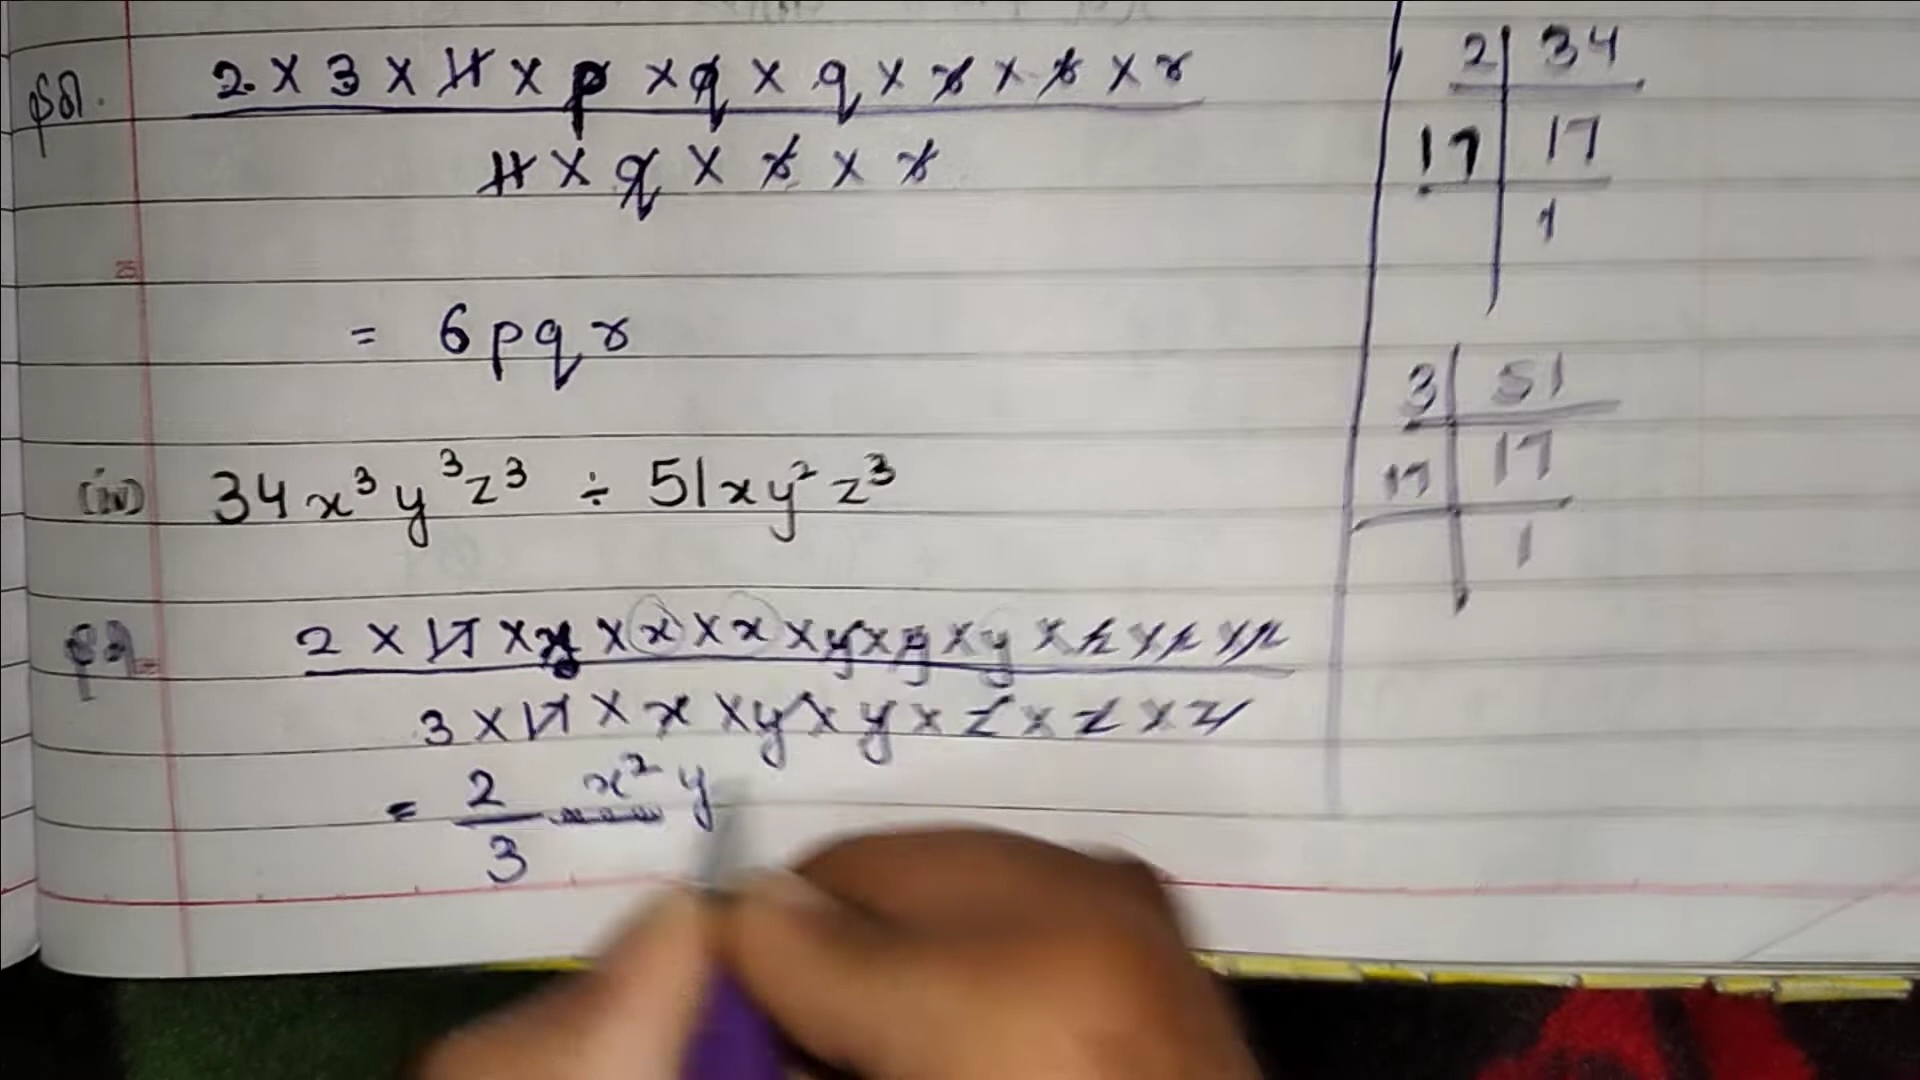 हल. 2 × 3 × 11 × p × q × q × r × r × r
11 × q × r × r
= 6pqr
(iv) 34x³y³z³ ÷ 51xy²z³
हल 2 × 17 × x × x × x × y × y × y × z × z × z
3 × 17 × x × y × y × z × z × z
= 2/3 x² y
2 | 34
17 | 17
1
3 | 51
17 | 17
1
25